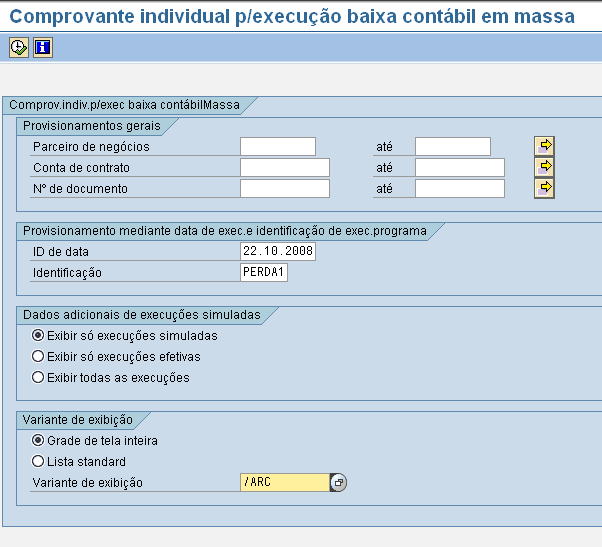 Comprovante individual p/execução baixa contábil em massa
Comprov.indiv.p/exec baixa contábilMassa
Provisionamentos gerais
Parceiro de negócios até
Conta de contrato até
Nº de documento até
Provisionamento mediante data de exec.e identificação de exec.programa
ID de data 22.10.2008
Identificação PERDA1
Dados adicionais de execuções simuladas
Exibir só execuções simuladas
Exibir só execuções efetivas
Exibir todas as execuções
Variante de exibição
Grade de tela inteira
Lista standard
Variante de exibição /ARC